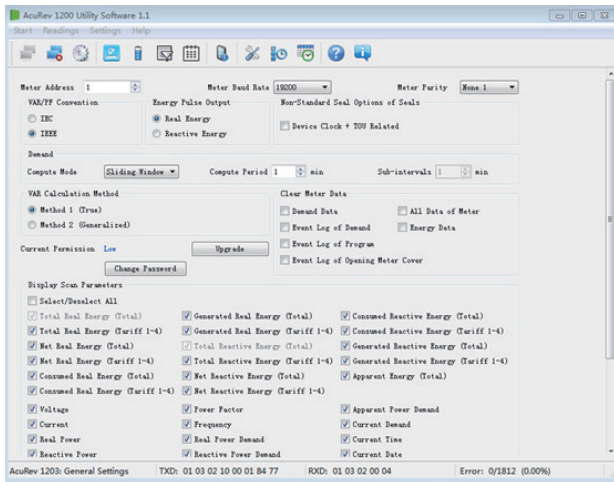 AcuRev 1200 Utility Software 1.1
Start Readings Settings Help
Meter Address 1 Meter Baud Rate 19200 Meter Parity None 1
VAR/PF Convention Energy Pulse Output Non-Standard Seal Options of Seals
IEC Real Energy
Device Clock + TOU Related
IEEE Reactive Energy
Demand
Compute Mode Sliding Window Compute Period 1 min Sub-intervals 1 min
VAR Calculation Method Clear Meter Data
Method 1 (True) Demand Data All Data of Meter
Method 2 (Generalized) Event Log of Demand Energy Data
Event Log of Program
Current Permission Low Upgrade
Event Log of Opening Meter Cover
Change Password
Display Scan Parameters
Select/Deselect All
Total Real Energy (Total) Generated Real Energy (Total) Consumed Reactive Energy (Total)
Total Real Energy (Tariff 1-4) Generated Real Energy (Tariff 1-4) Consumed Reactive Energy (Tariff 1-4)
Net Real Energy (Total) Total Reactive Energy (Total) Generated Reactive Energy (Total)
Net Real Energy (Tariff 1-4) Total Reactive Energy (Tariff 1-4) Generated Reactive Energy (Tariff 1-4)
Consumed Real Energy (Total) Net Reactive Energy (Total) Apparent Energy (Total)
Consumed Real Energy (Tariff 1-4) Net Reactive Energy (Tariff 1-4)
Voltage Power Factor Apparent Power Demand
Current Frequency Current Demand
Real Power Real Power Demand Current Time
Reactive Power Reactive Power Demand Current Date
AcuRev 1203: General Settings TXD: 01 03 02 10 00 01 84 77 RXD: 01 03 02 00 04 Error: 0/1812 (0.00%)